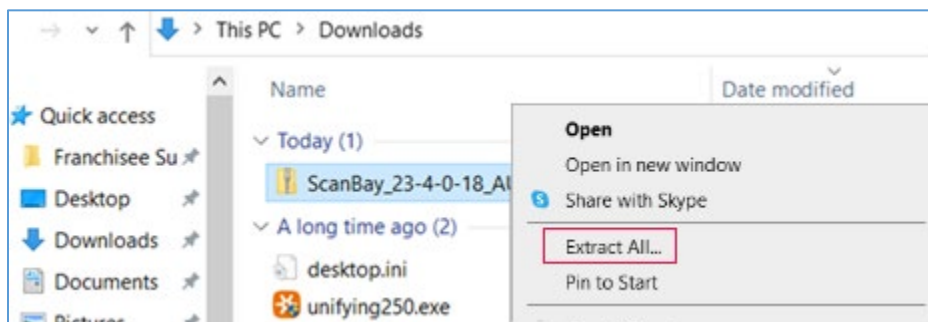 This PC > Downloads
Name
Date modified
Quick access
Today (1)
Open
Franchisee Su
Open in new window
ScanBay_23-4-0-18_AU
Share with Skype
Desktop
A long time ago (2)
Downloads
Extract All...
desktop.ini
Documents
Pin to Start
unifying250.exe
Pictures